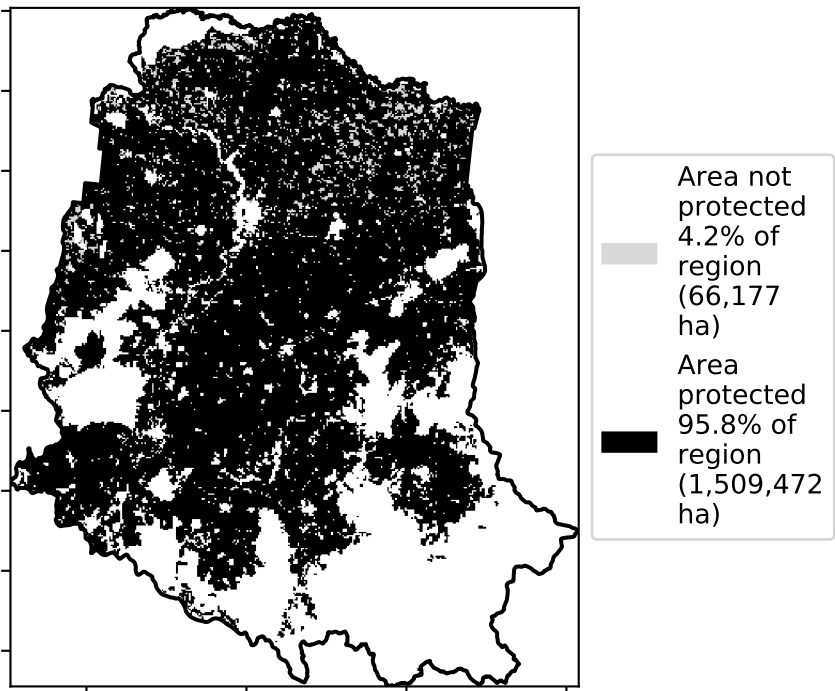 Area not
protected
4.2% of
region
(66,177
ha)
Area
protected
95.8% of
region
(1,509,472
ha)